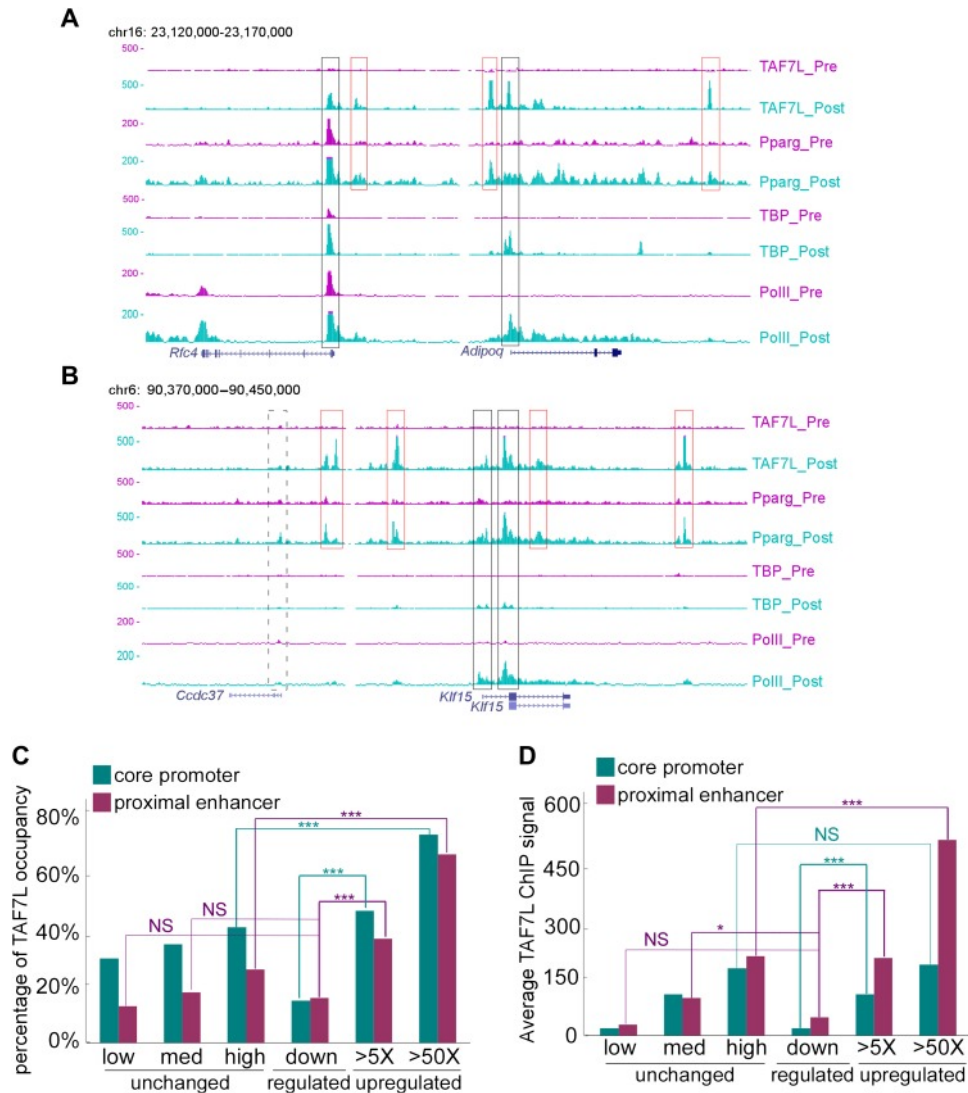 A
chr16: 23,120,000-23,170,000
500 -
TAF7L_Pre
500
TAF7L_Post
200
Pparg_Pre
200
Pparg_Post
500
TBP_Pre
500
TBP_Post
200
PolII_Pre
200
PolII_Post
Rfc4
Adipoq
B
chr6: 90,370,000–90,450,000
500 -
TAF7L_Pre
500
TAF7L_Post
500
Pparg_Pre
500
Pparg_Post
500
TBP_Pre
500
TBP_Post
200
PolII_Pre
200
PolII_Post
Ccdc37
Klf15
Klf15
C
core promoter
proximal enhancer
percentage of TAF7L occupancy
80%
60%
40%
20%
0%
NS
NS
***
***
***
***
low med high down >5X >50X
unchanged regulated upregulated
D
core promoter
proximal enhancer
Average TAF7L ChIP signal
600
450
300
150
0
NS
*
NS
***
***
***
low med high down >5X >50X
unchanged regulated upregulated